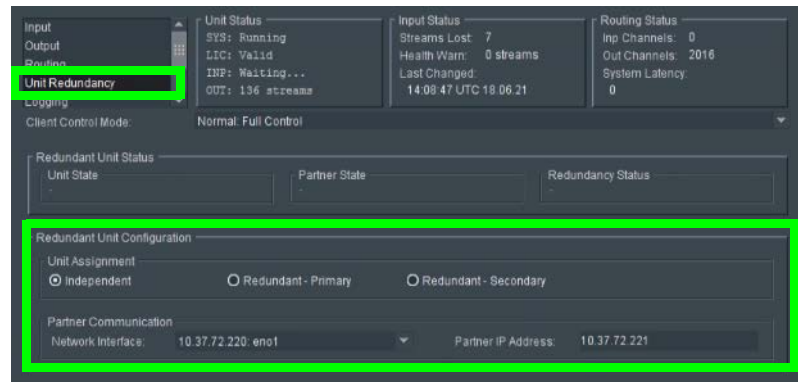 Input
Output
Routing
Unit Redundancy
Logging
Unit Status
SYS: Running
LIC: Valid
INP: Waiting...
OUT: 136 streams
Input Status
Streams Lost: 7
Health Warn: 0 streams
Last Changed:
14:08:47 UTC 18.06.21
Routing Status
Inp Channels: 0
Out Channels: 2016
System Latency:
0
Client Control Mode: Normal: Full Control
Redundant Unit Status
Unit State
-
Partner State
-
Redundancy Status
-
Redundant Unit Configuration
Unit Assignment
Independent Redundant - Primary Redundant - Secondary
Partner Communication
Network Interface: 10.37.72.220: eno1 Partner IP Address: 10.37.72.221